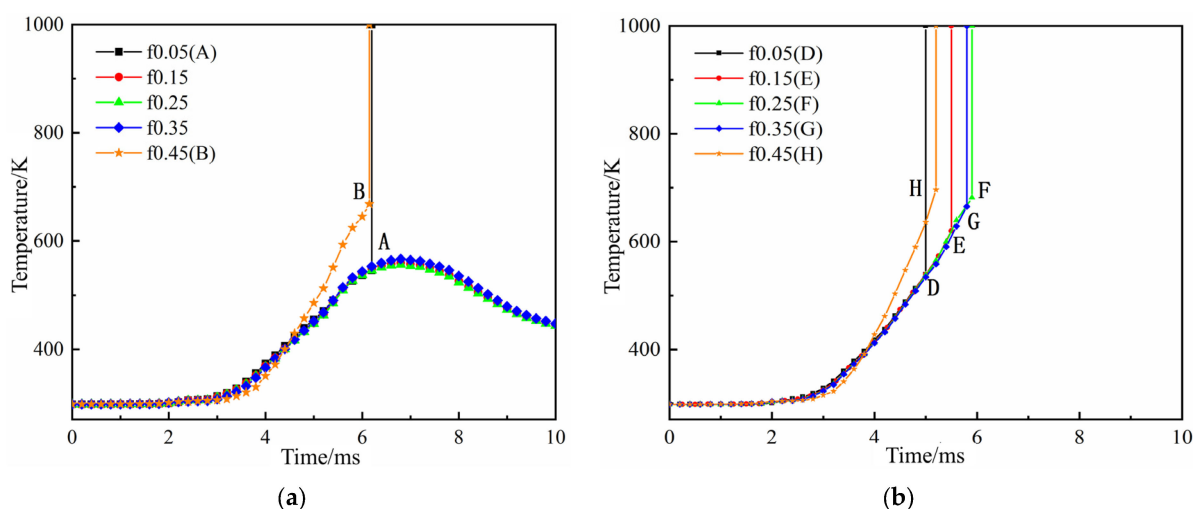 1000
800
600
400
Temperature/K
f0.05(A)
f0.15
f0.25
f0.35
f0.45(B)
B
A
0 2 4 6 8 10
Time/ms
(a)
1000
800
600
400
Temperature/K
f0.05(D)
f0.15(E)
f0.25(F)
f0.35(G)
f0.45(H)
H
F
G
E
D
0 2 4 6 8 10
Time/ms
(b)